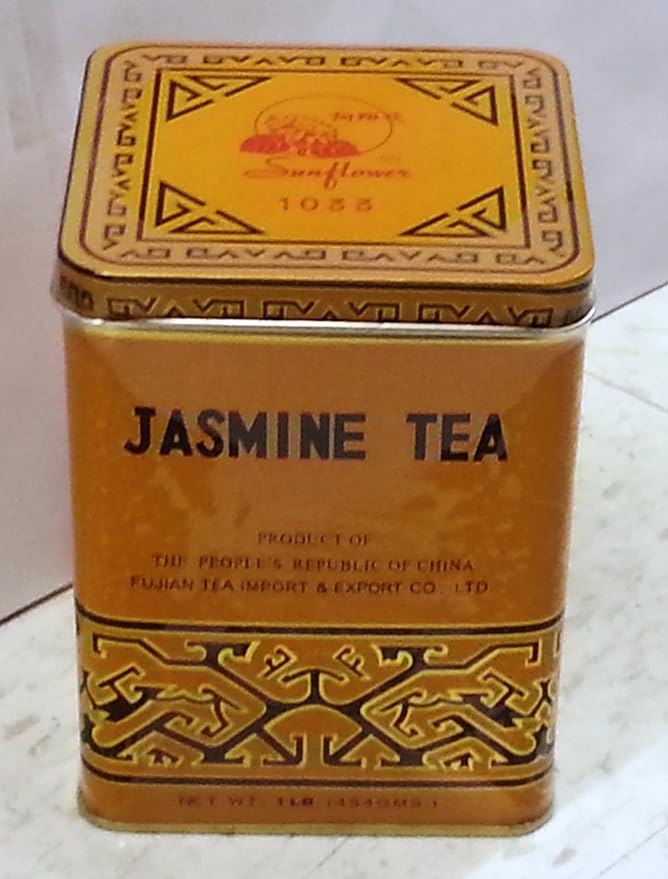 Sunflower
1033
JASMINE TEA
PRODUCT OF
THE PEOPLE'S REPUBLIC OF CHINA
FUJIAN TEA IMPORT & EXPORT CO., LTD.
NET WT. 1LB (454GMS.)